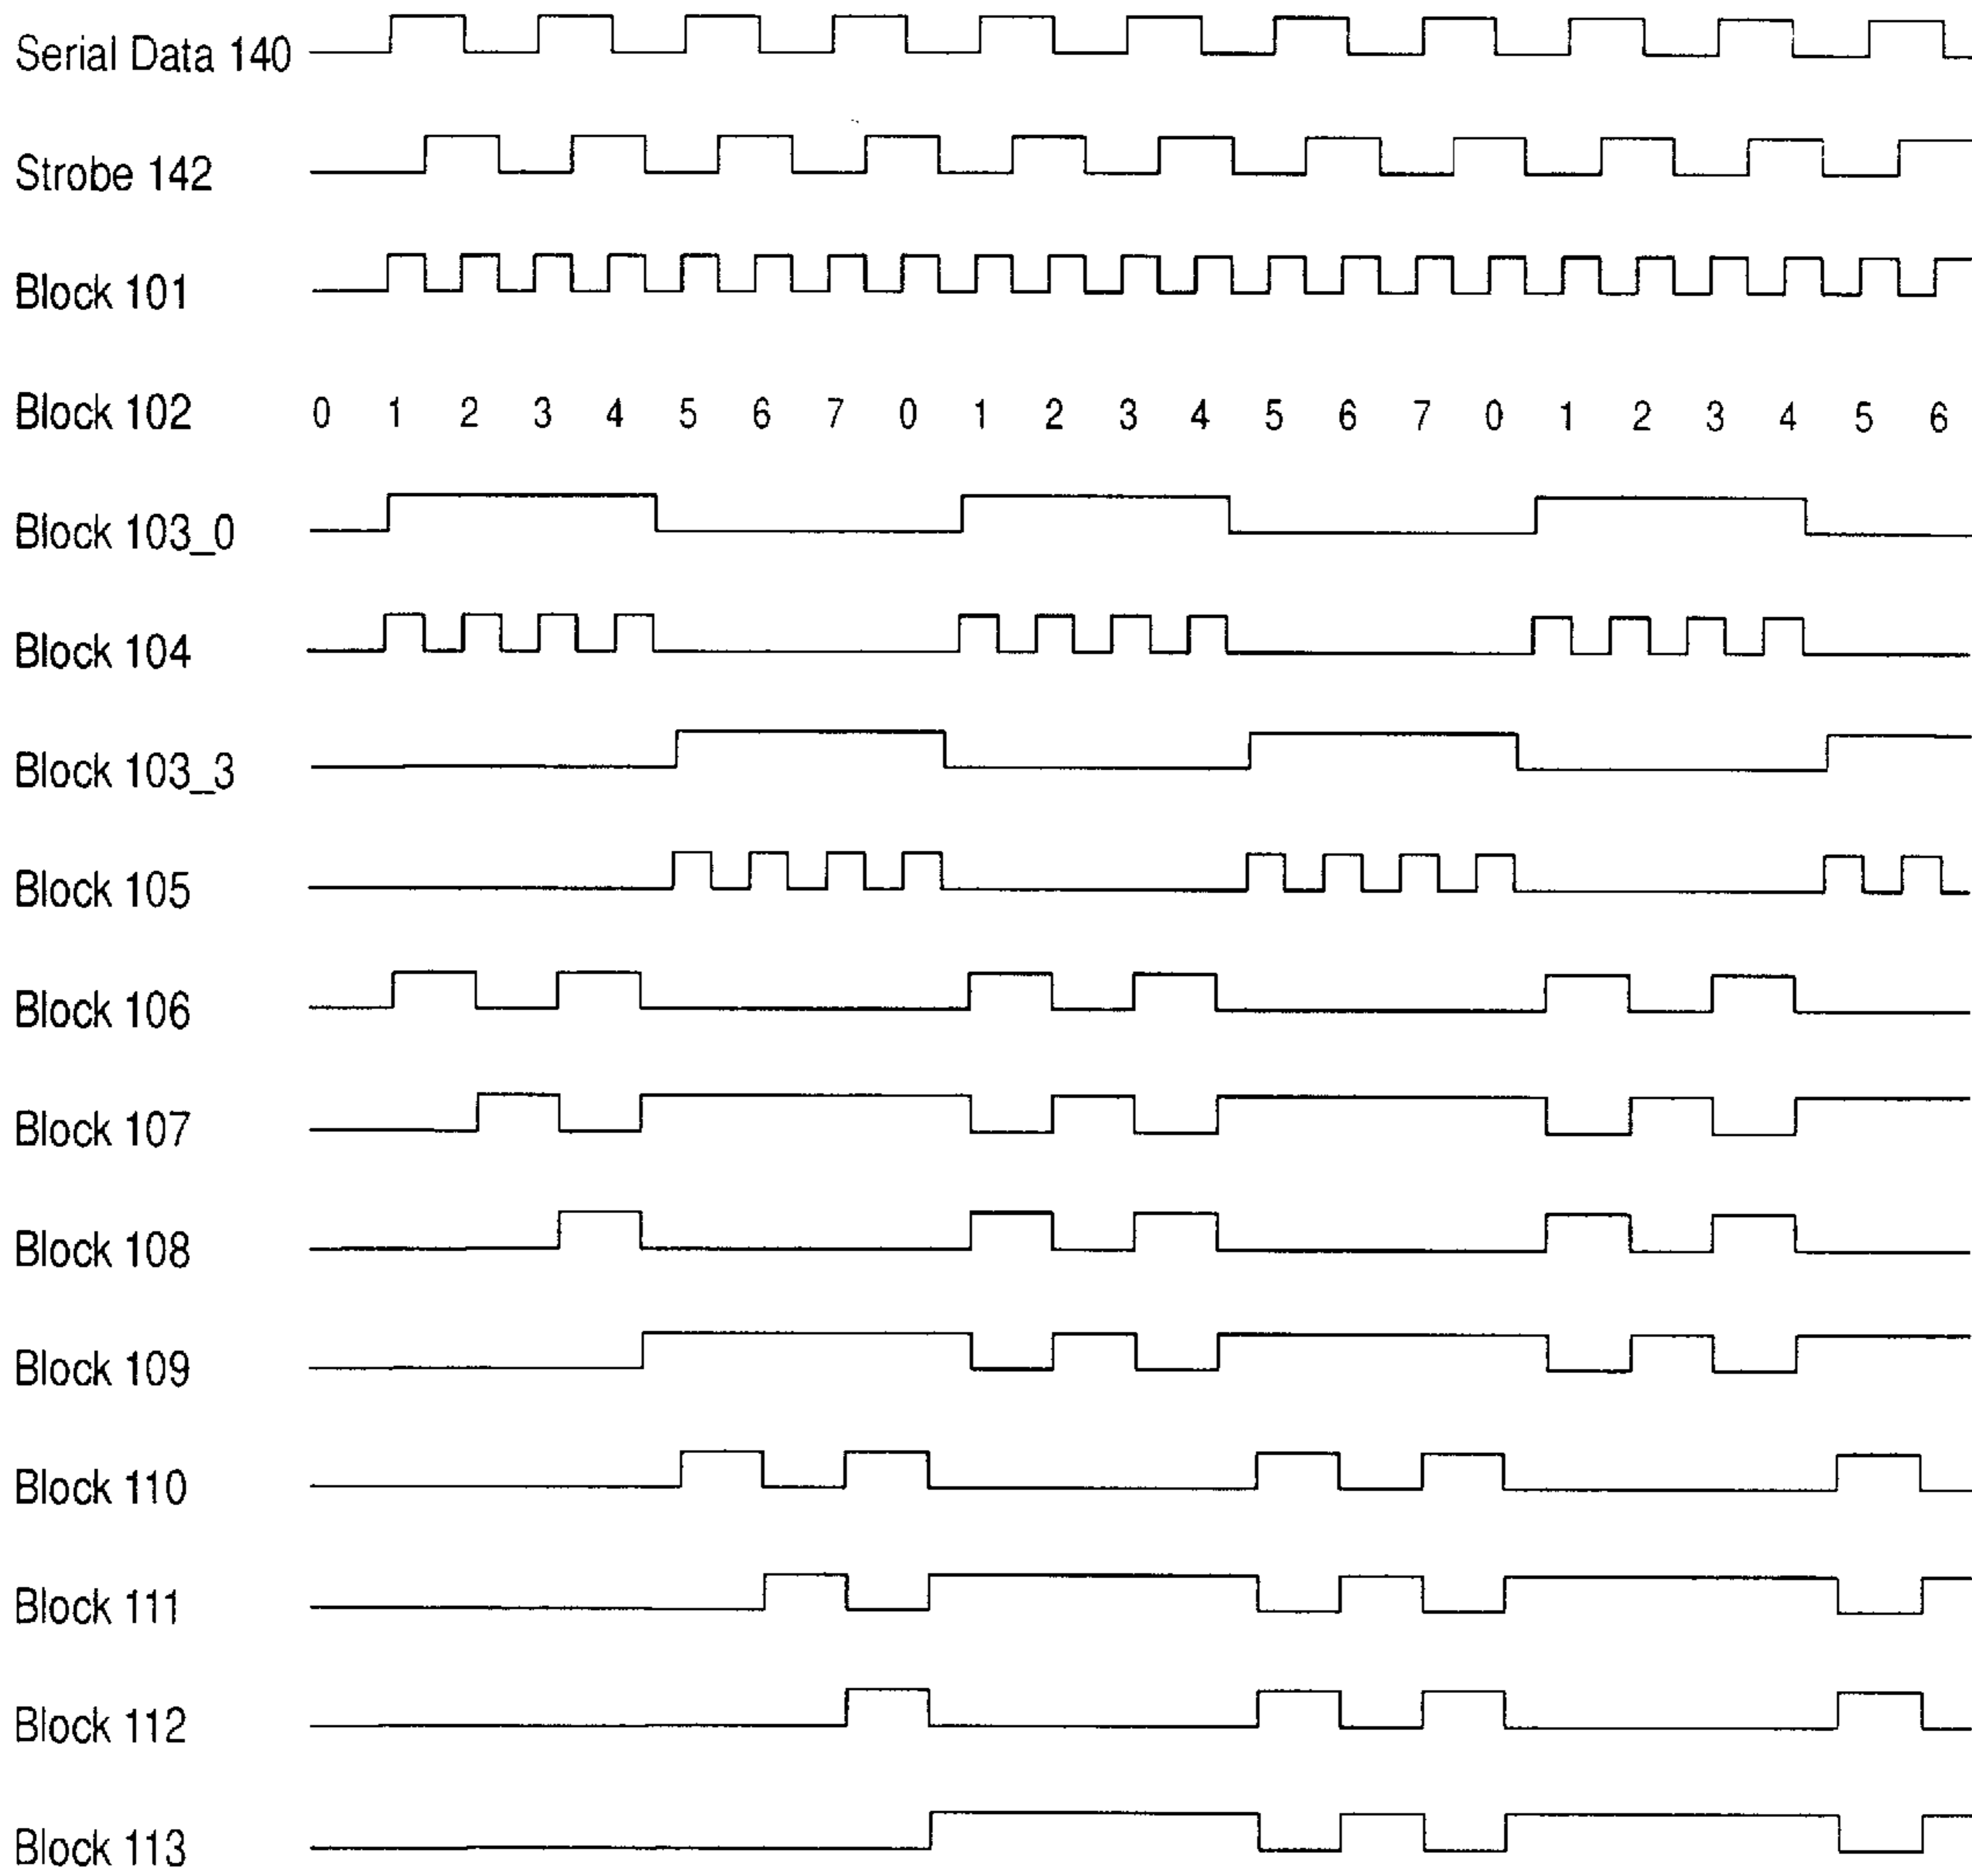 Serial Data 140
Strobe 142
Block 101
Block 102 0 1 2 3 4 5 6 7 0 1 2 3 4 5 6 7 0 1 2 3 4 5 6
Block 103_0
Block 104
Block 103_3
Block 105
Block 106
Block 107
Block 108
Block 109
Block 110
Block 111
Block 112
Block 113